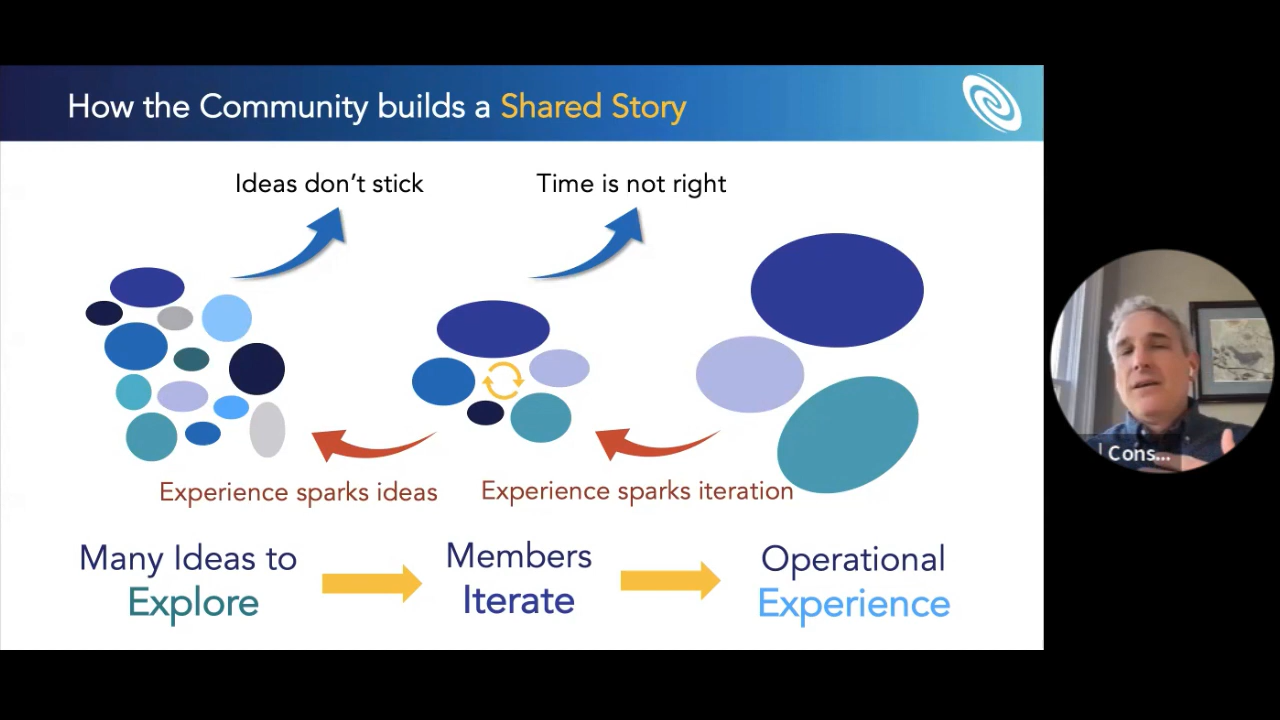 How the Community builds a Shared Story
Ideas don't stick
Time is not right
Experience sparks ideas
Experience sparks iteration
Many Ideas to
Explore
Members
Iterate
Operational
Experience
Cons...